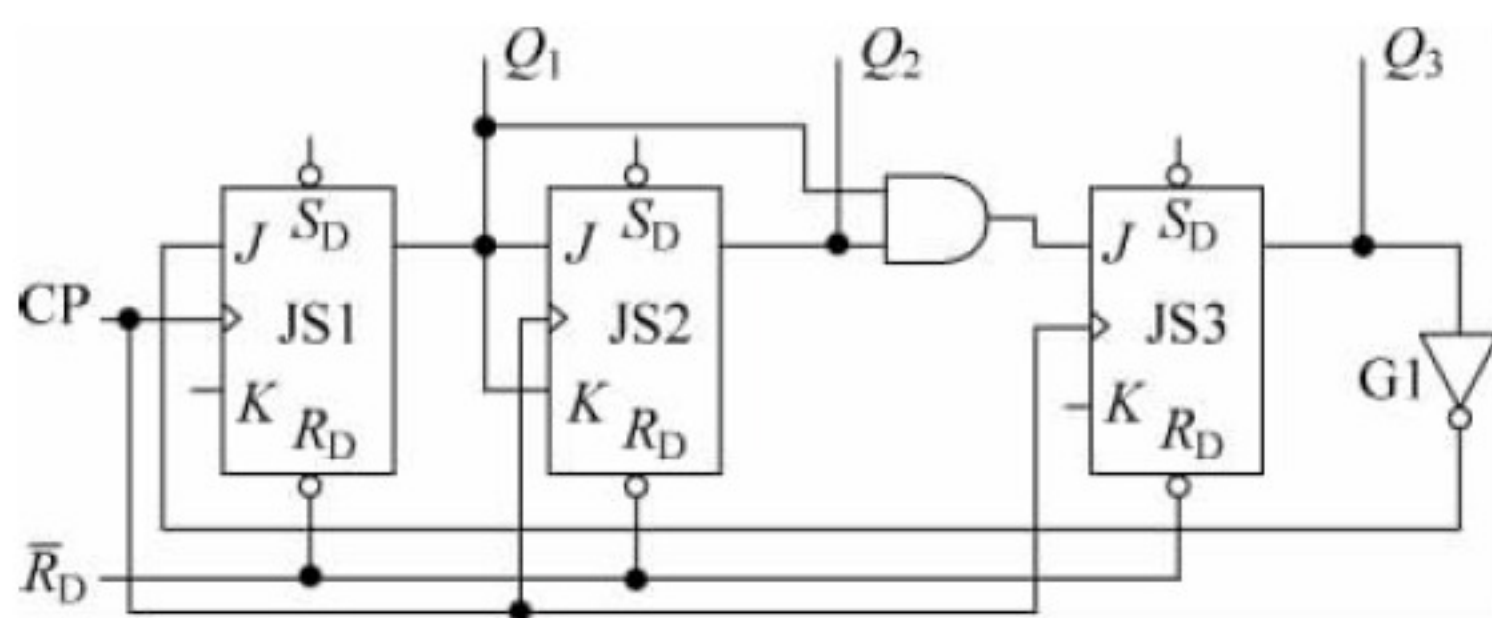 Q1 Q2 Q3
J SD J SD J SD
CP JS1 JS2 JS3
G1
K RD K RD K RD
R̅D